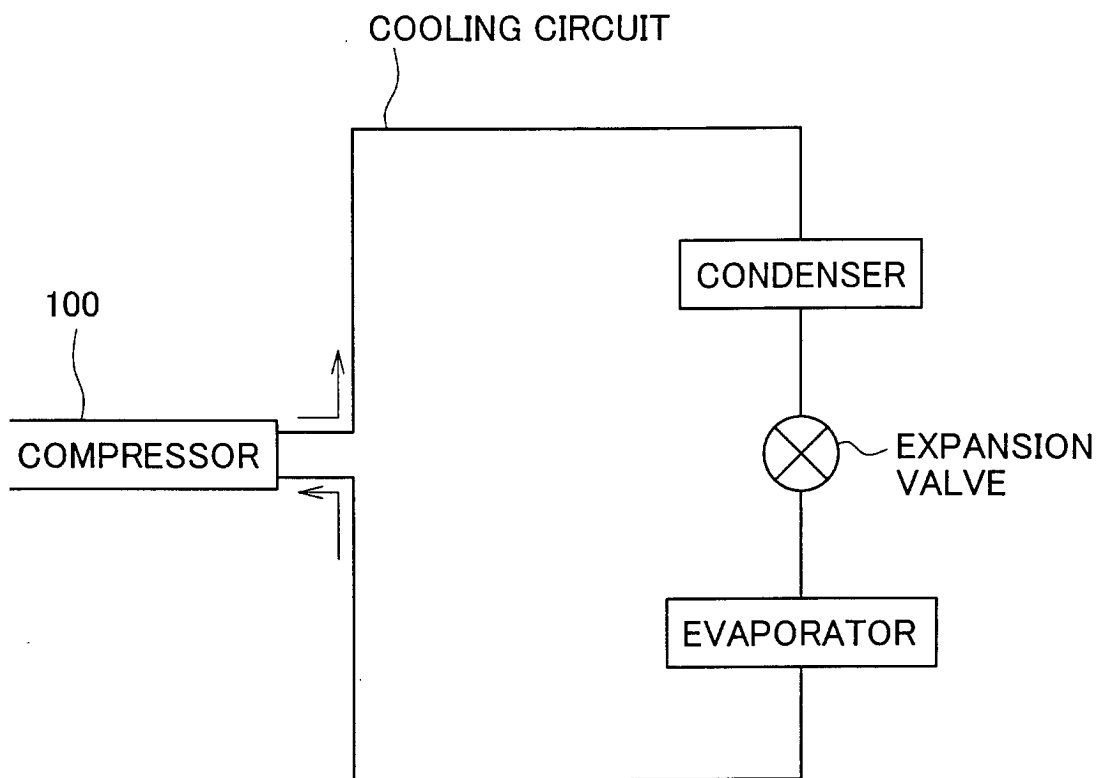 COOLING CIRCUIT
CONDENSER
100
COMPRESSOR
EXPANSION
VALVE
EVAPORATOR